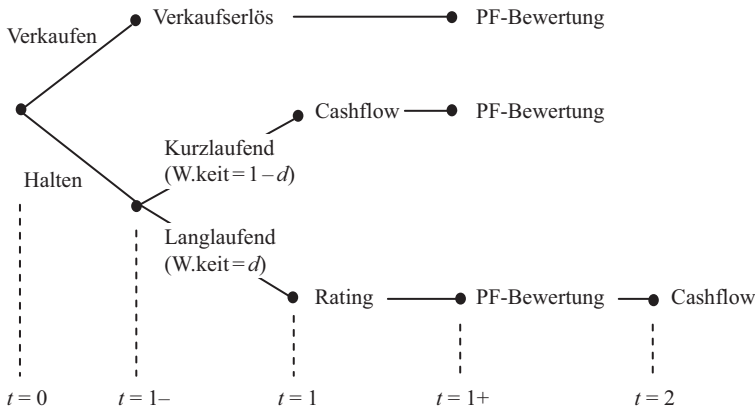 Verkaufen
Verkaufserlös
PF-Bewertung
Cashflow
PF-Bewertung
Kurzlaufend
(W.keit = 1 – d)
Halten
Langlaufend
(W.keit = d)
Rating
PF-Bewertung
Cashflow
t = 0
t = 1–
t = 1
t = 1+
t = 2